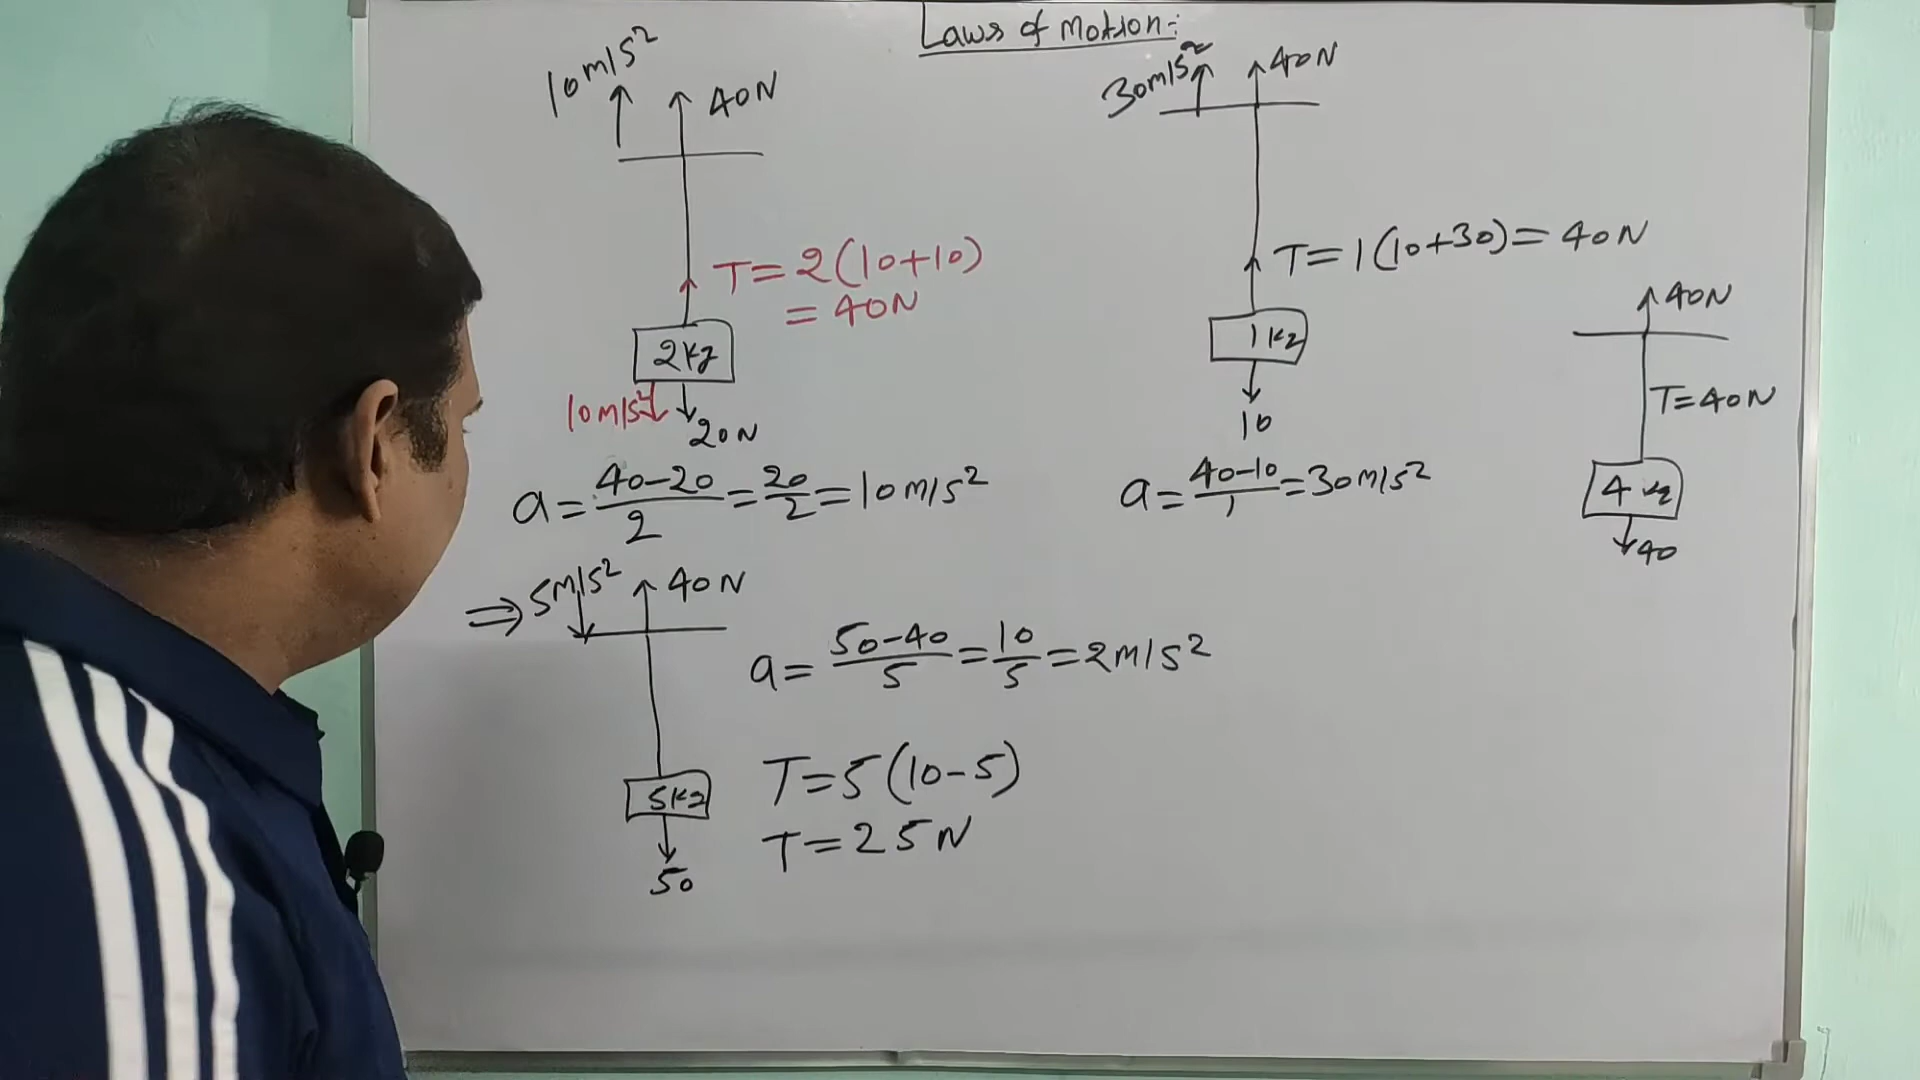 Laws of Motion:-
10m/s²
40N
T=2(10+10)
=40N
2kg
10m/s²
20N
a=40-20/2=20/2=10m/s²
30m/s²
40N
T=1(10+30)=40N
1kg
10
a=40-10/1=30m/s²
40N
T=40N
4kg
40
⇒5m/s²
40N
a=50-40/5=10/5=2m/s²
5kg
50
T=5(10-5)
T=25N